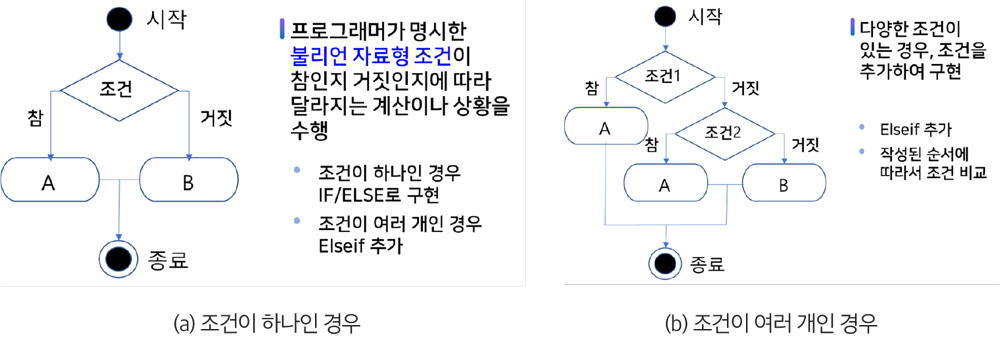 시작
조건
참
거짓
A
B
종료
프로그래머가 명시한
불리언 자료형 조건이
참인지 거짓인지에 따라
달라지는 계산이나 상황을
수행
• 조건이 하나인 경우
IF/ELSE로 구현
• 조건이 여러 개인 경우
Elseif 추가
(a) 조건이 하나인 경우
시작
조건1
참
거짓
A
조건2
참
거짓
A
B
종료
다양한 조건이
있는 경우, 조건을
추가하여 구현
• Elseif 추가
• 작성된 순서에
따라서 조건 비교
(b) 조건이 여러 개인 경우